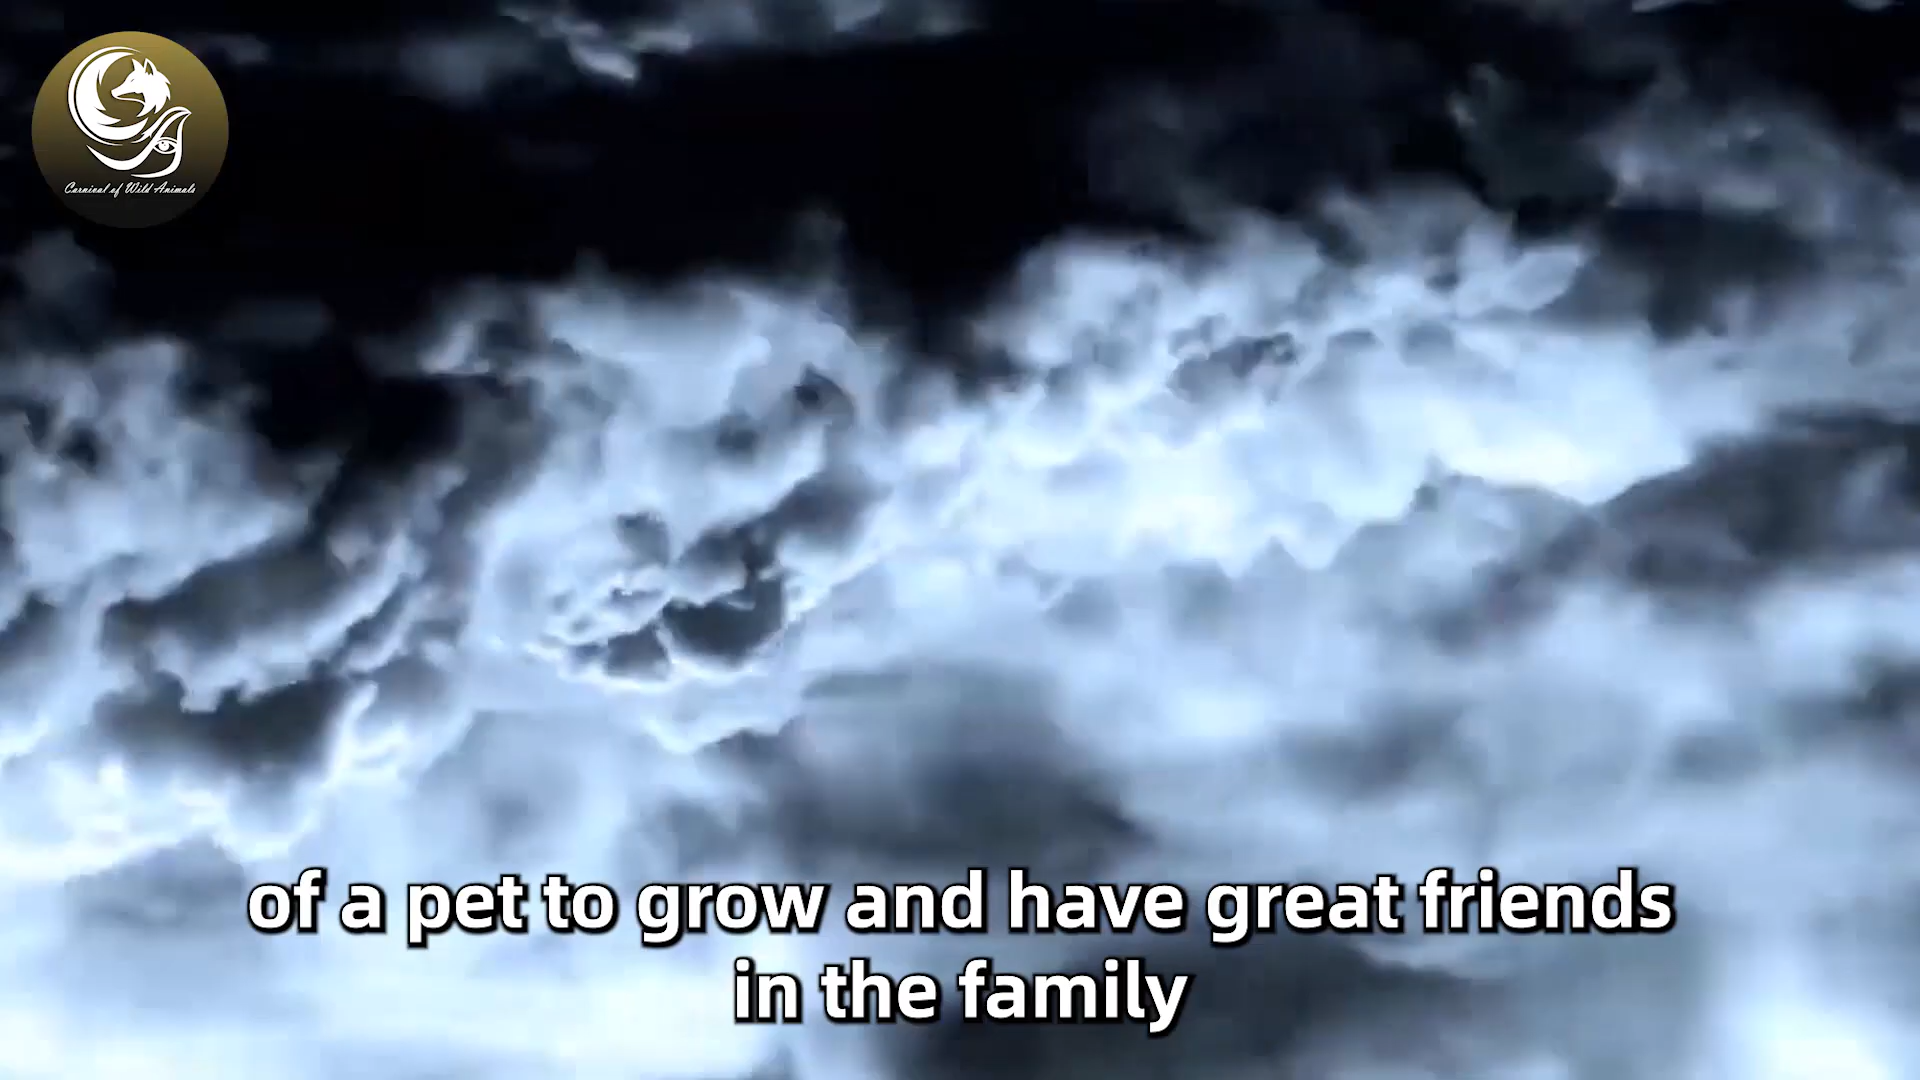 Carnival of Wild Animals
of a pet to grow and have great friends
in the family